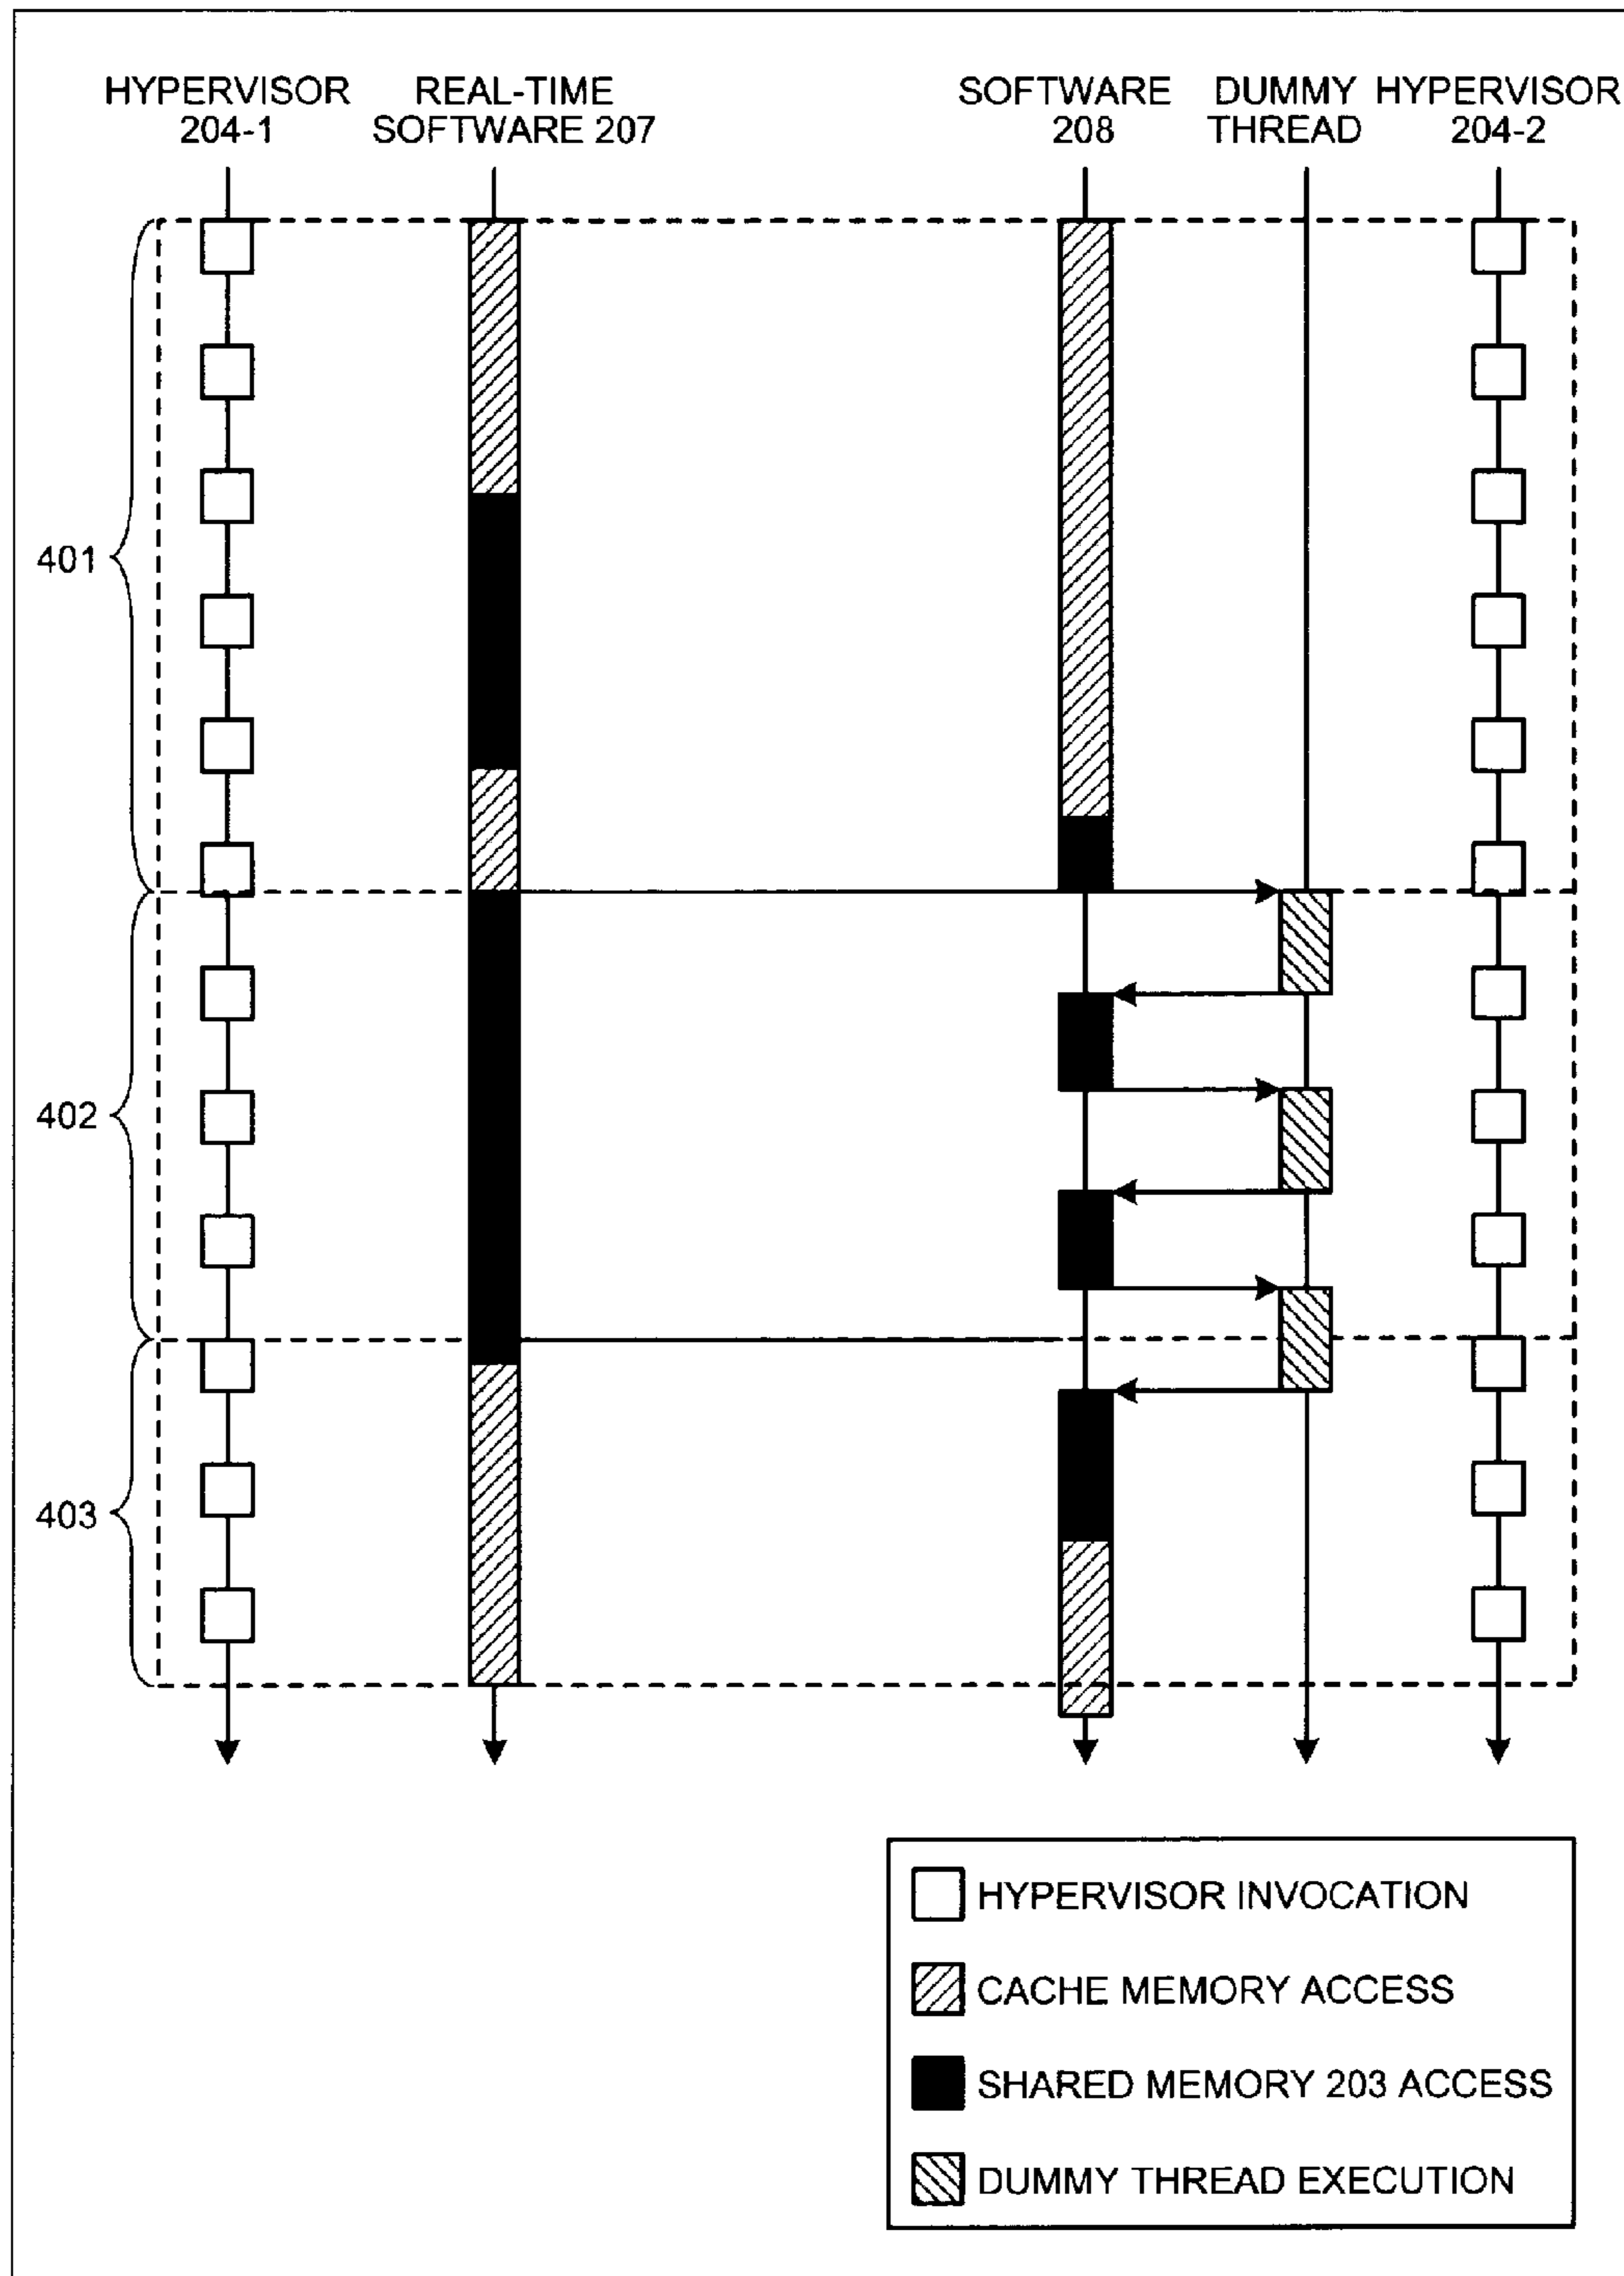 HYPERVISOR
204-1
REAL-TIME
SOFTWARE 207
SOFTWARE
208
DUMMY
THREAD
HYPERVISOR
204-2
401
402
403
HYPERVISOR INVOCATION
CACHE MEMORY ACCESS
SHARED MEMORY 203 ACCESS
DUMMY THREAD EXECUTION